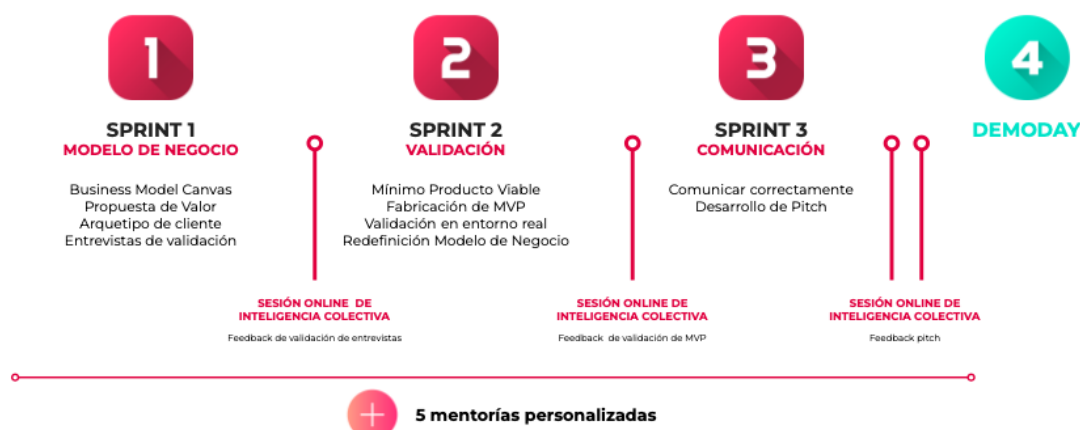 1
SPRINT 1
MODELO DE NEGOCIO
Business Model Canvas
Propuesta de Valor
Arquetipo de cliente
Entrevistas de validación
2
SPRINT 2
VALIDACIÓN
Mínimo Producto Viable
Fabricación de MVP
Validación en entorno real
Redefinición Modelo de Negocio
3
SPRINT 3
COMUNICACIÓN
Comunicar correctamente
Desarrollo de Pitch
4
DEMODAY
SESIÓN ONLINE DE
INTELIGENCIA COLECTIVA
Feedback de validación de entrevistas
SESIÓN ONLINE DE
INTELIGENCIA COLECTIVA
Feedback de validación de MVP
SESIÓN ONLINE DE
INTELIGENCIA COLECTIVA
Feedback pitch
+
5 mentorías personalizadas